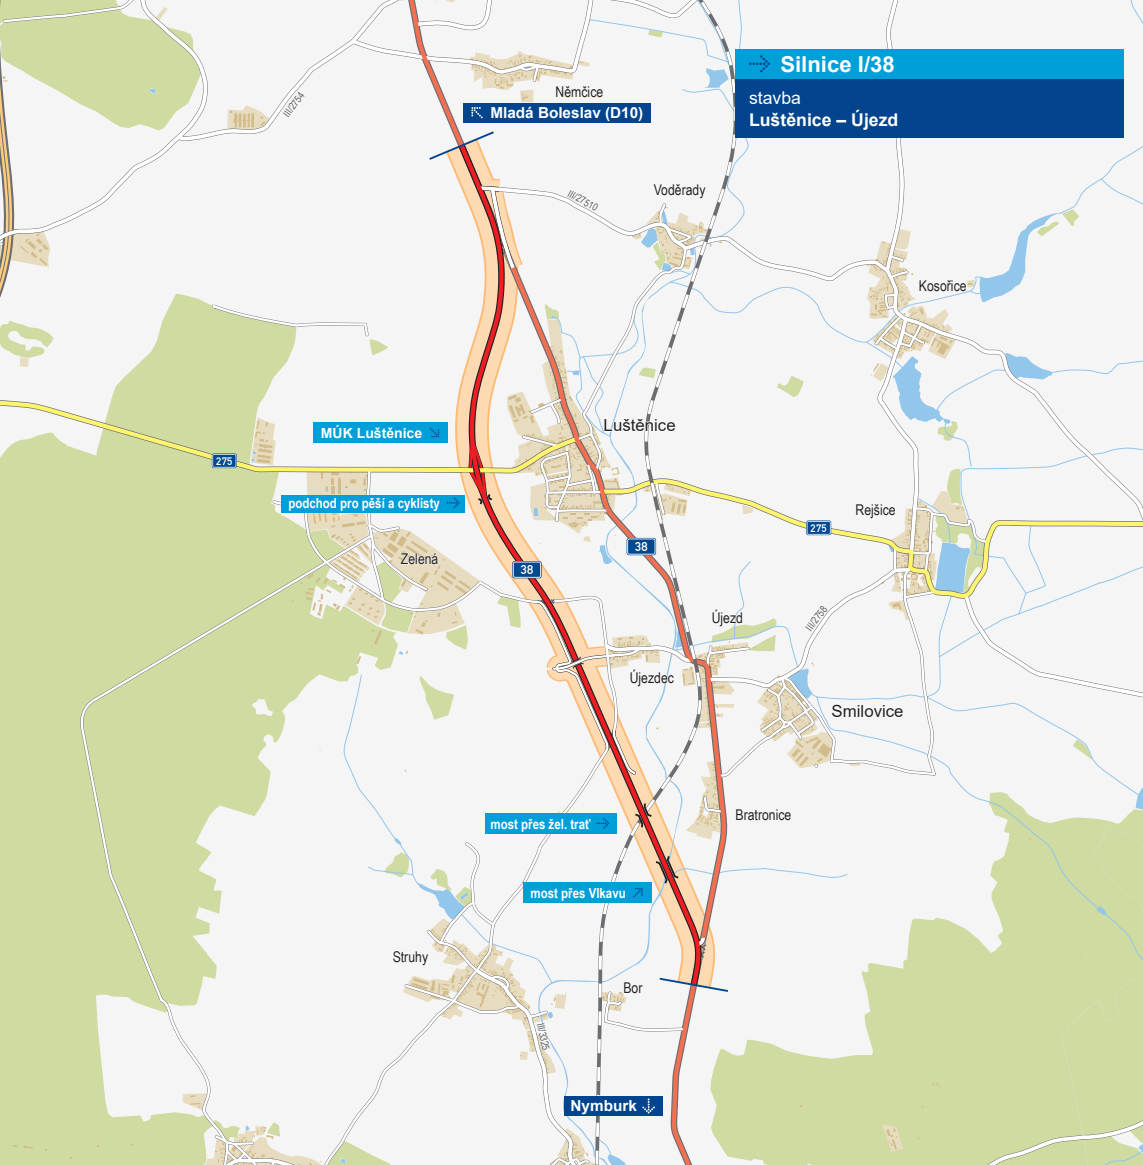 Silnice I/38
stavba
Luštěnice – Újezd
Němčice
III/2754
Mladá Boleslav (D10)
Voděrady
III/27510
Kosořice
MÚK Luštěnice
Luštěnice
275
podchod pro pěší a cyklisty
Rejšice
275
38
Zelená
38
Újezd
III/2758
Újezdec
Smilovice
most přes žel. trať
Bratronice
most přes Vlkavu
Struhy
Bor
III/3325
Nymburk